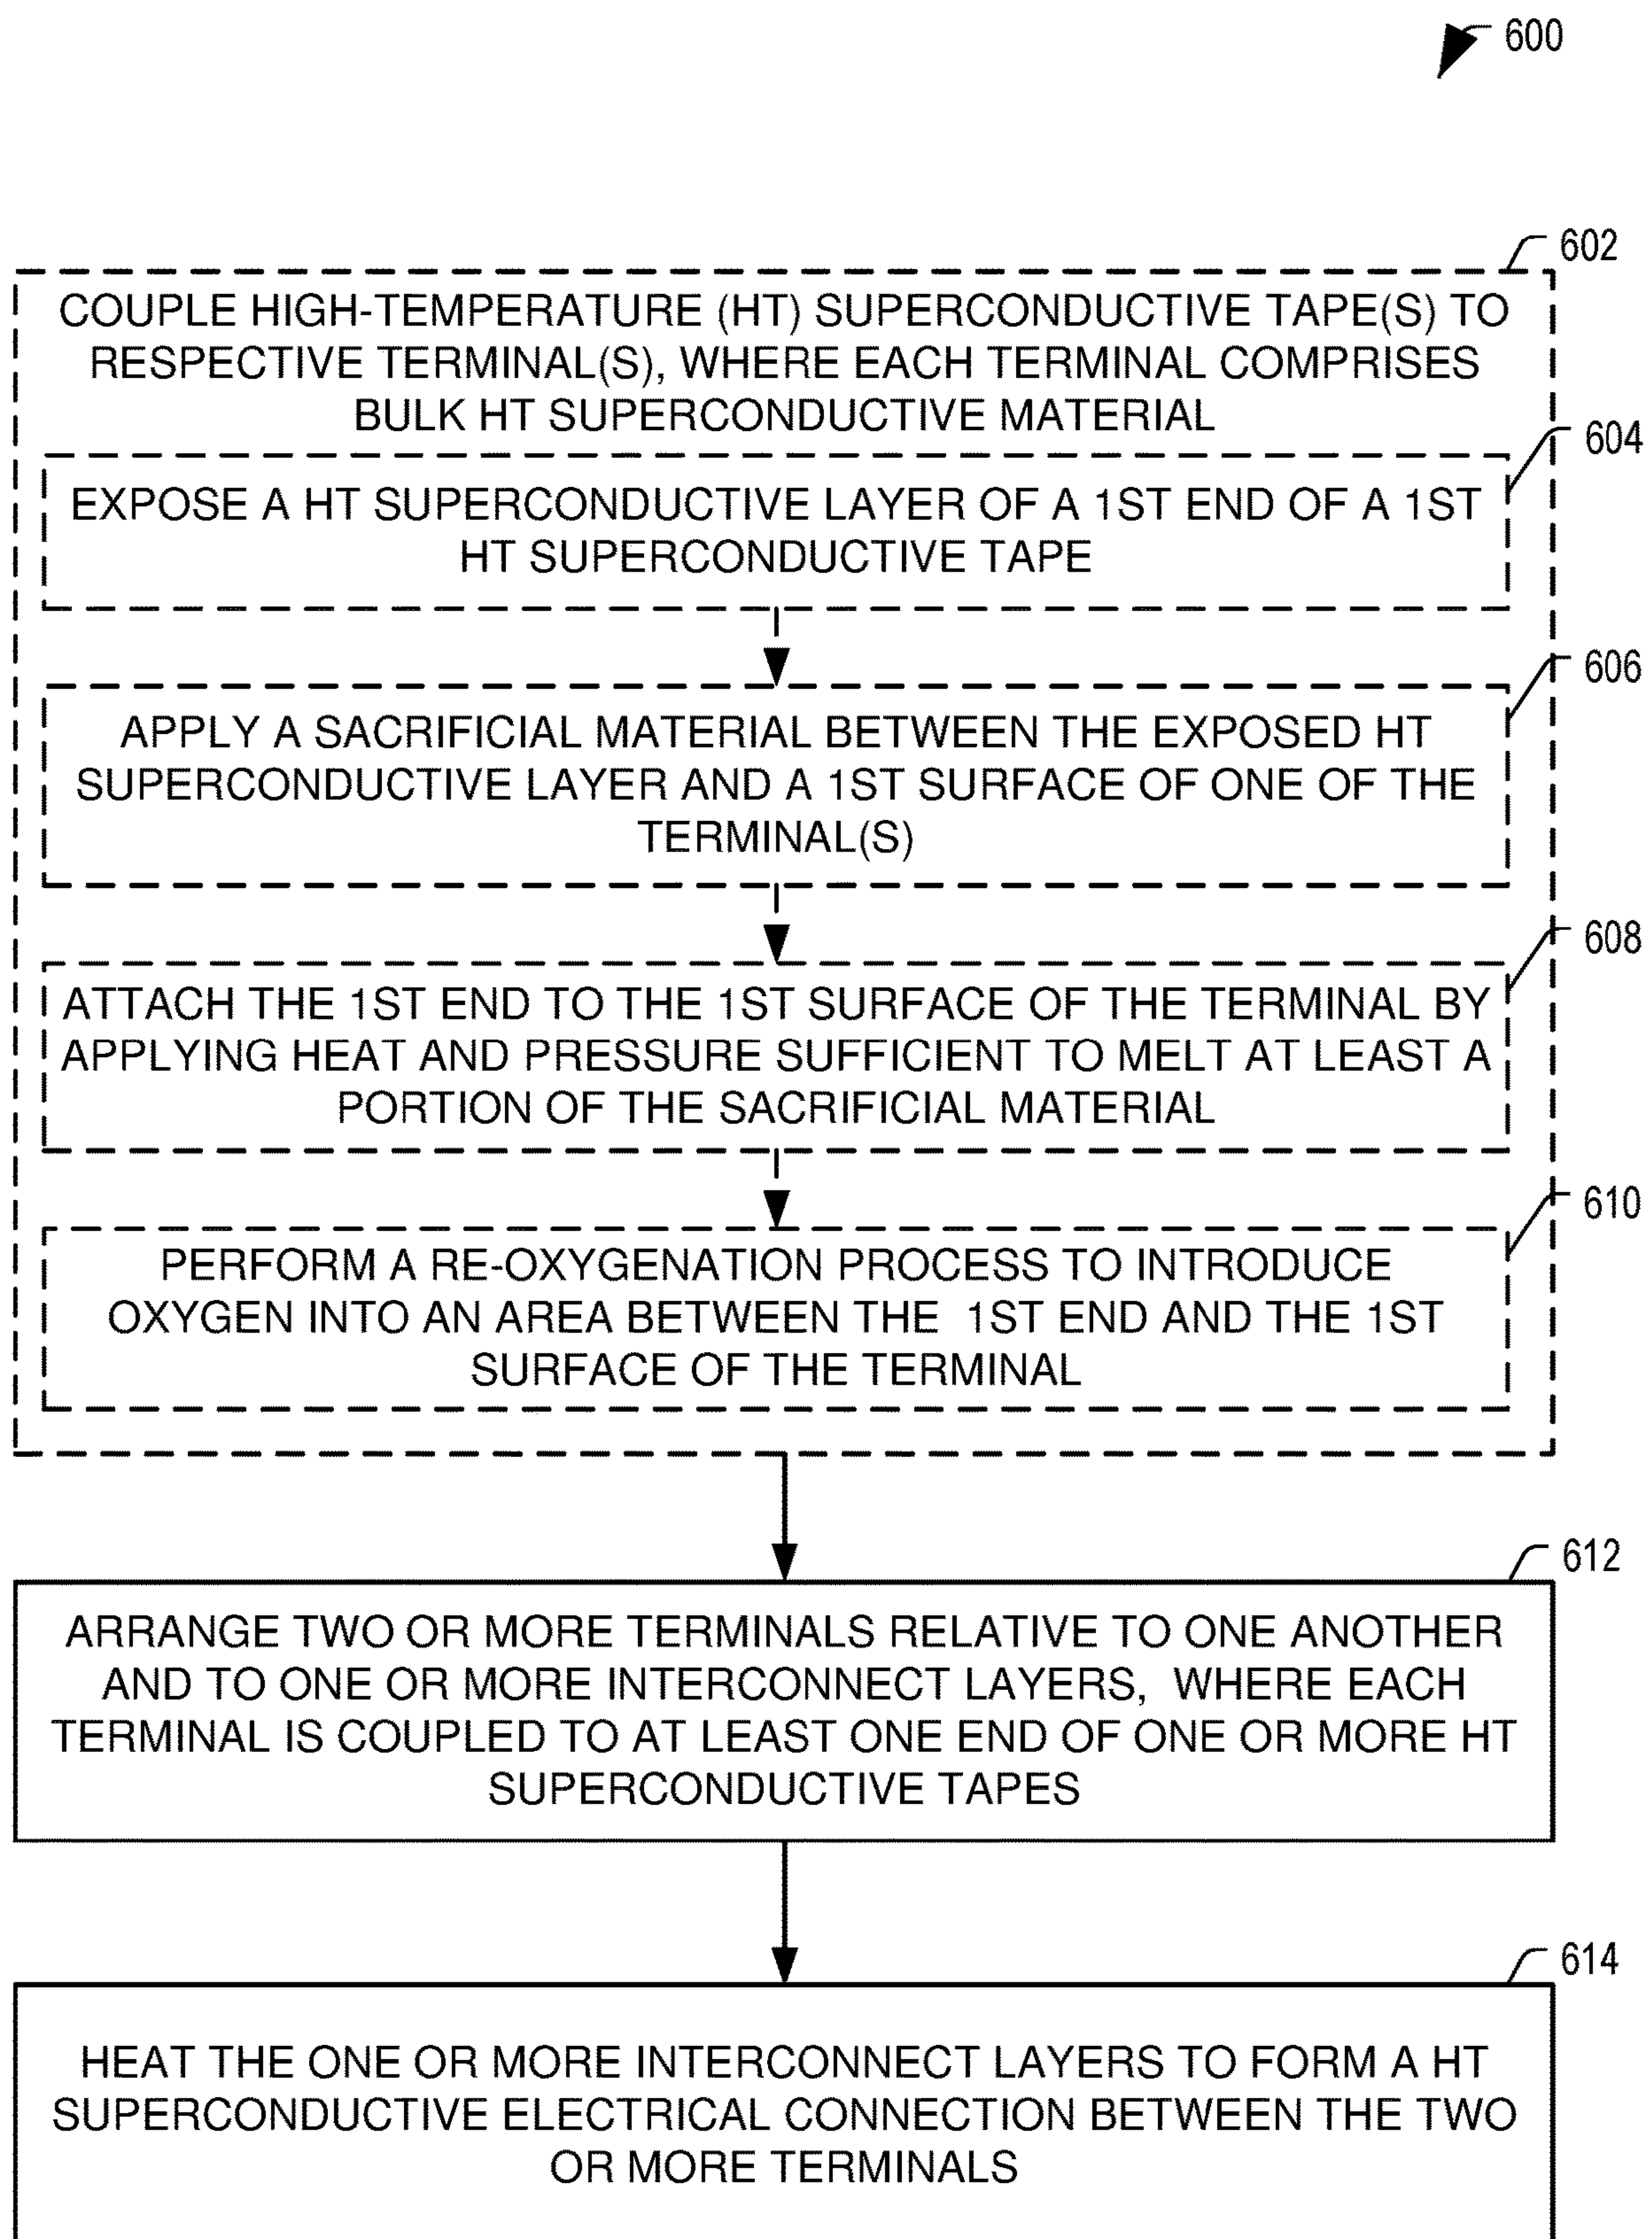 600
602
COUPLE HIGH-TEMPERATURE (HT) SUPERCONDUCTIVE TAPE(S) TO
RESPECTIVE TERMINAL(S), WHERE EACH TERMINAL COMPRISES
BULK HT SUPERCONDUCTIVE MATERIAL
604
EXPOSE A HT SUPERCONDUCTIVE LAYER OF A 1ST END OF A 1ST
HT SUPERCONDUCTIVE TAPE
606
APPLY A SACRIFICIAL MATERIAL BETWEEN THE EXPOSED HT
SUPERCONDUCTIVE LAYER AND A 1ST SURFACE OF ONE OF THE
TERMINAL(S)
608
ATTACH THE 1ST END TO THE 1ST SURFACE OF THE TERMINAL BY
APPLYING HEAT AND PRESSURE SUFFICIENT TO MELT AT LEAST A
PORTION OF THE SACRIFICIAL MATERIAL
610
PERFORM A RE-OXYGENATION PROCESS TO INTRODUCE
OXYGEN INTO AN AREA BETWEEN THE 1ST END AND THE 1ST
SURFACE OF THE TERMINAL
612
ARRANGE TWO OR MORE TERMINALS RELATIVE TO ONE ANOTHER
AND TO ONE OR MORE INTERCONNECT LAYERS, WHERE EACH
TERMINAL IS COUPLED TO AT LEAST ONE END OF ONE OR MORE HT
SUPERCONDUCTIVE TAPES
614
HEAT THE ONE OR MORE INTERCONNECT LAYERS TO FORM A HT
SUPERCONDUCTIVE ELECTRICAL CONNECTION BETWEEN THE TWO
OR MORE TERMINALS